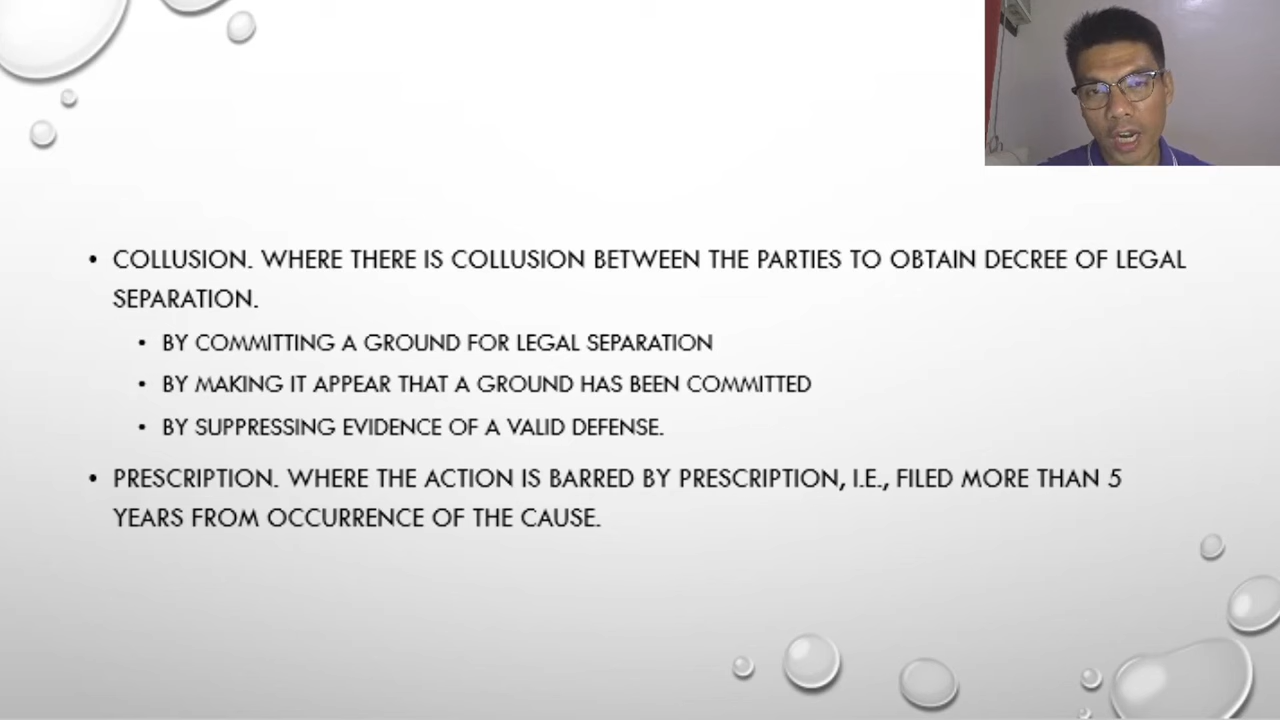 • COLLUSION. WHERE THERE IS COLLUSION BETWEEN THE PARTIES TO OBTAIN DECREE OF LEGAL
SEPARATION.
• BY COMMITTING A GROUND FOR LEGAL SEPARATION
• BY MAKING IT APPEAR THAT A GROUND HAS BEEN COMMITTED
• BY SUPPRESSING EVIDENCE OF A VALID DEFENSE.
• PRESCRIPTION. WHERE THE ACTION IS BARRED BY PRESCRIPTION, I.E., FILED MORE THAN 5
YEARS FROM OCCURRENCE OF THE CAUSE.